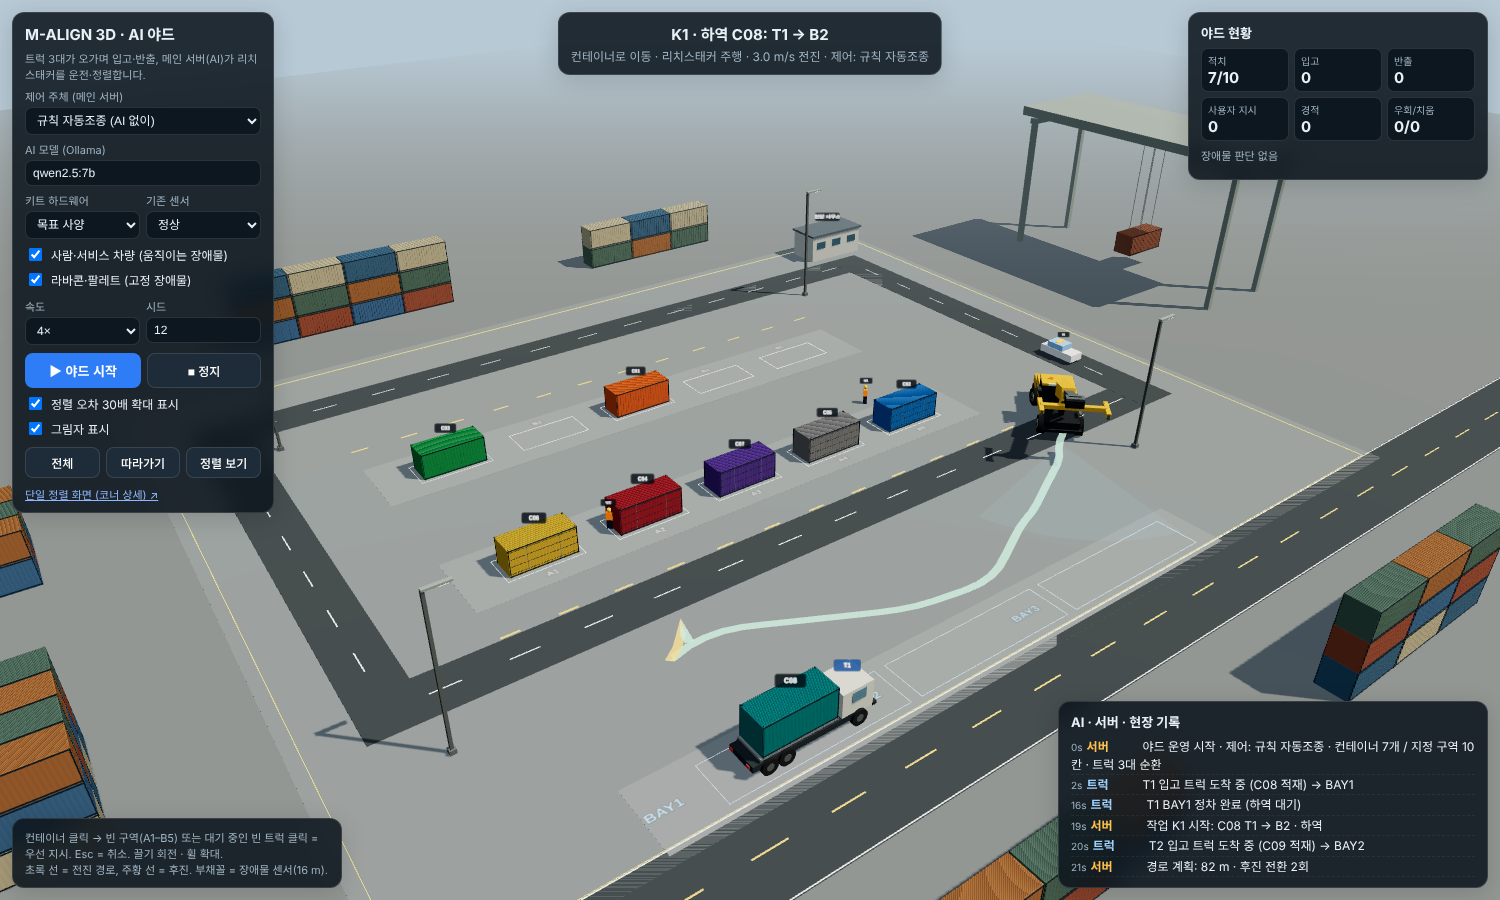 M-ALIGN 3D · AI 야드
트럭 3대가 오가며 입고·반출, 메인 서버(AI)가 리치
스태커를 운전·정렬합니다.
제어 주체 (메인 서버)
규칙 자동조종 (AI 없이)
AI 모델 (Ollama)
qwen2.5:7b
키트 하드웨어
기존 센서
목표 사양
정상
사람·서비스 차량 (움직이는 장애물)
라바콘·팔레트 (고정 장애물)
속도
시드
4×
12
▶ 야드 시작
■ 정지
정렬 오차 30배 확대 표시
그림자 표시
전체
따라가기
정렬 보기
단일 정렬 화면 (코너 상세) ↗
K1 · 하역 C08: T1 → B2
컨테이너로 이동 · 리치스태커 주행 · 3.0 m/s 전진 · 제어: 규칙 자동조종
야드 현황
적치
7/10
입고
0
반출
0
사용자 지시
0
경적
0
우회/치움
0/0
장애물 판단 없음
C08
T1
BAY1
BAY3
AI · 서버 · 현장 기록
0s 서버 야드 운영 시작 · 제어: 규칙 자동조종 · 컨테이너 7개 / 지정 구역 10
칸 · 트럭 3대 순환
2s 트럭 T1 입고 트럭 도착 중 (C08 적재) → BAY1
16s 트럭 T1 BAY1 정차 완료 (하역 대기)
19s 서버 작업 K1 시작: C08 T1 → B2 · 하역
20s 트럭 T2 입고 트럭 도착 중 (C09 적재) → BAY2
21s 서버 경로 계획: 82 m · 후진 전환 2회
컨테이너 클릭 → 빈 구역(A1–B5) 또는 대기 중인 빈 트럭 클릭 =
우선 지시. Esc = 취소. 끌기 회전 · 휠 확대.
초록 선 = 전진 경로, 주황 선 = 후진. 부채꼴 = 장애물 센서(16 m).